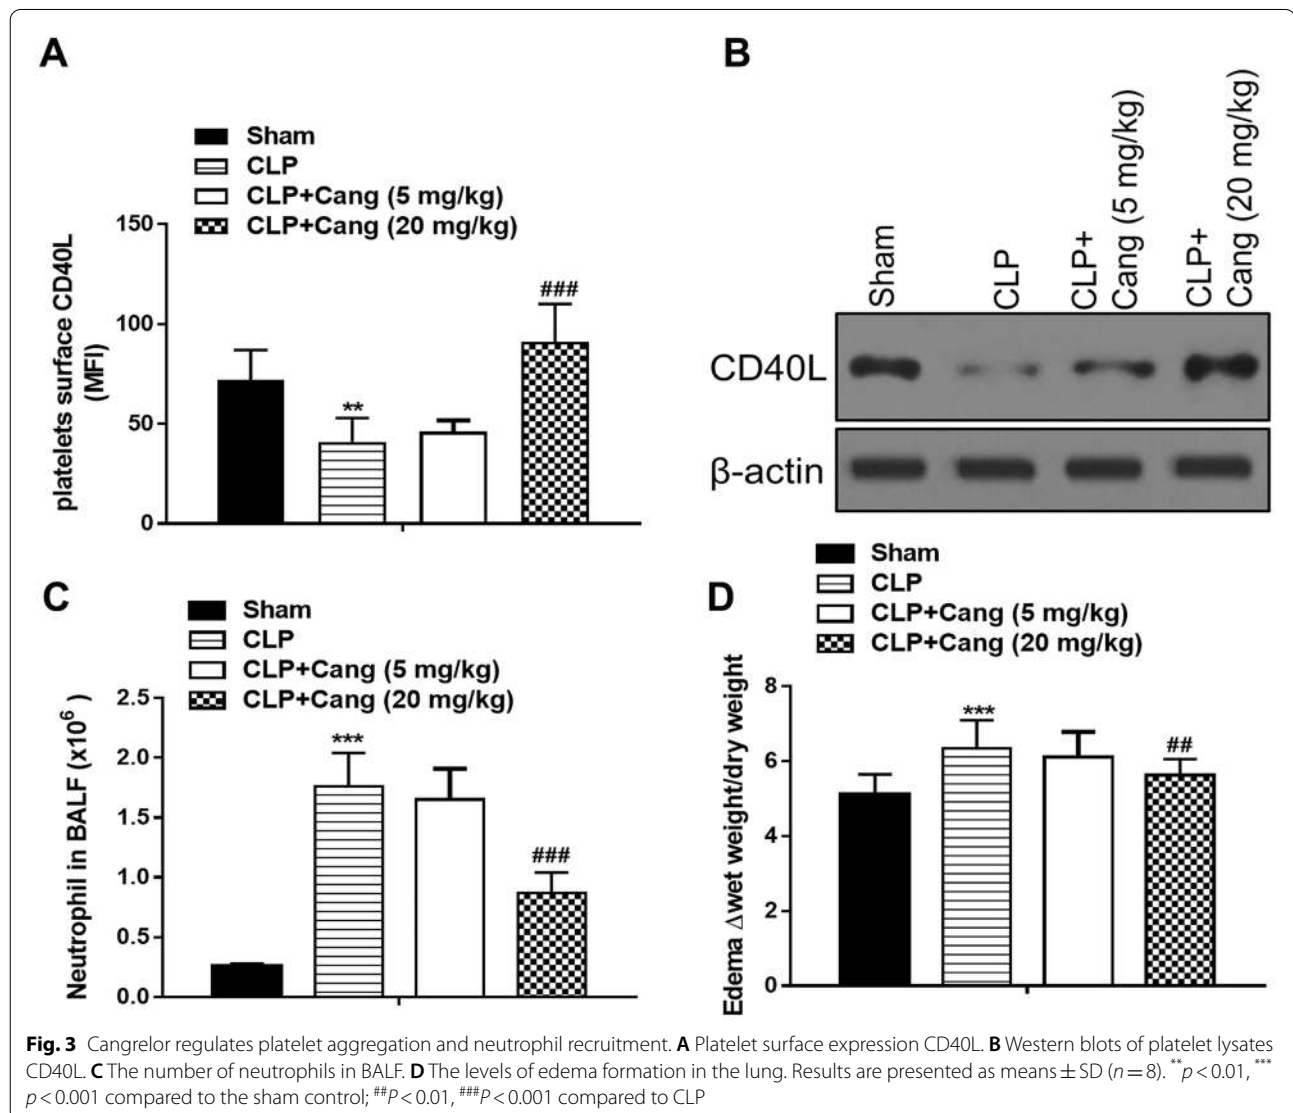 A
Sham
CLP
CLP+Cang (5 mg/kg)
CLP+Cang (20 mg/kg)
platelets surface CD40L
(MFI)
150
100
50
0
**
###
B
Sham
CLP
CLP+
Cang (5 mg/kg)
CLP+
Cang (20 mg/kg)
CD40L
β-actin
C
Sham
CLP
CLP+Cang (5 mg/kg)
CLP+Cang (20 mg/kg)
Neutrophil in BALF (x10⁶)
2.5
2.0
1.5
1.0
0.5
0.0
***
###
D
Sham
CLP
CLP+Cang (5 mg/kg)
CLP+Cang (20 mg/kg)
Edema Δwet weight/dry weight
8
6
4
2
0
***
##
Fig. 3 Cangrelor regulates platelet aggregation and neutrophil recruitment. A Platelet surface expression CD40L. B Western blots of platelet lysates
CD40L. C The number of neutrophils in BALF. D The levels of edema formation in the lung. Results are presented as means ± SD (n = 8). **p < 0.01, ***
p < 0.001 compared to the sham control; ##P < 0.01, ###P < 0.001 compared to CLP